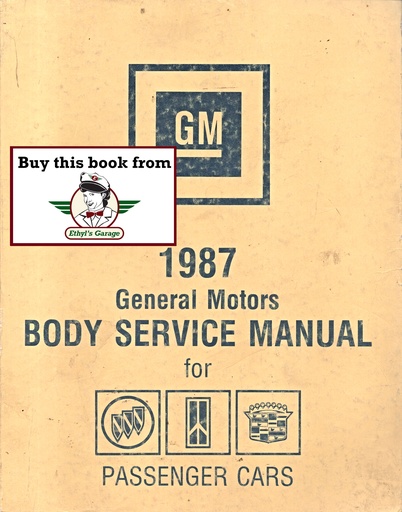 GM
Buy this book from
Ethyl's Garage
1987
General Motors
BODY SERVICE MANUAL
for
PASSENGER CARS